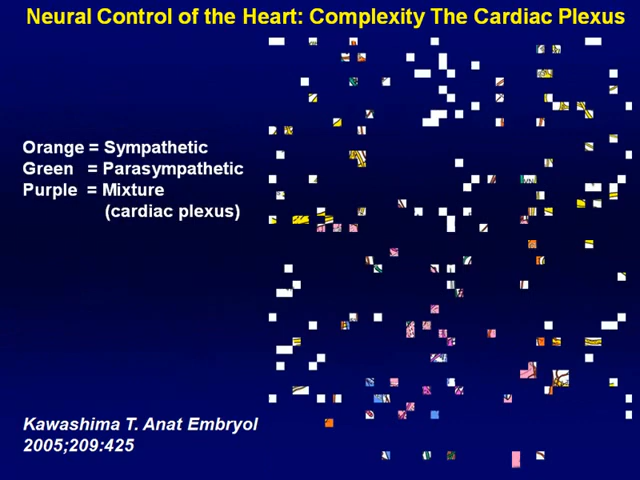 Neural Control of the Heart: Complexity The Cardiac Plexus
Orange = Sympathetic
Green = Parasympathetic
Purple = Mixture
(cardiac plexus)
Kawashima T. Anat Embryol
2005;209:425